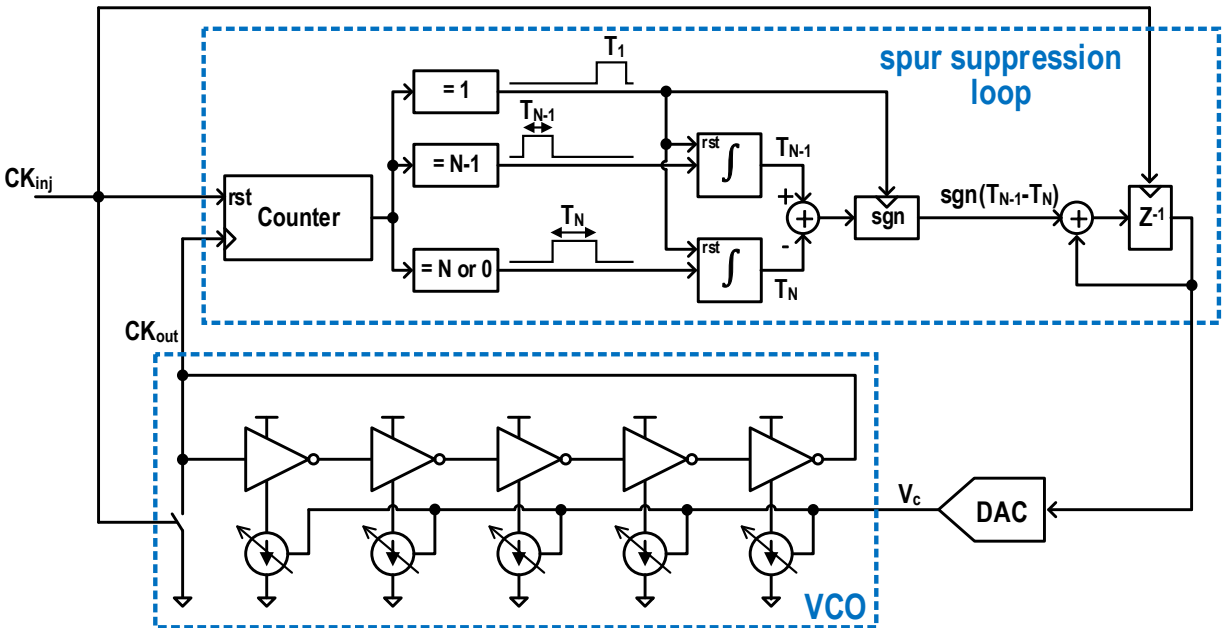 T1
spur suppression
loop
= 1
TN-1
rst
∫
TN-1
CKinj
rst
Counter
= N-1
+
+
-
sgn
sgn(TN-1-TN)
+
Z-1
TN
= N or 0
rst
∫
TN
CKout
Vc
DAC
VCO